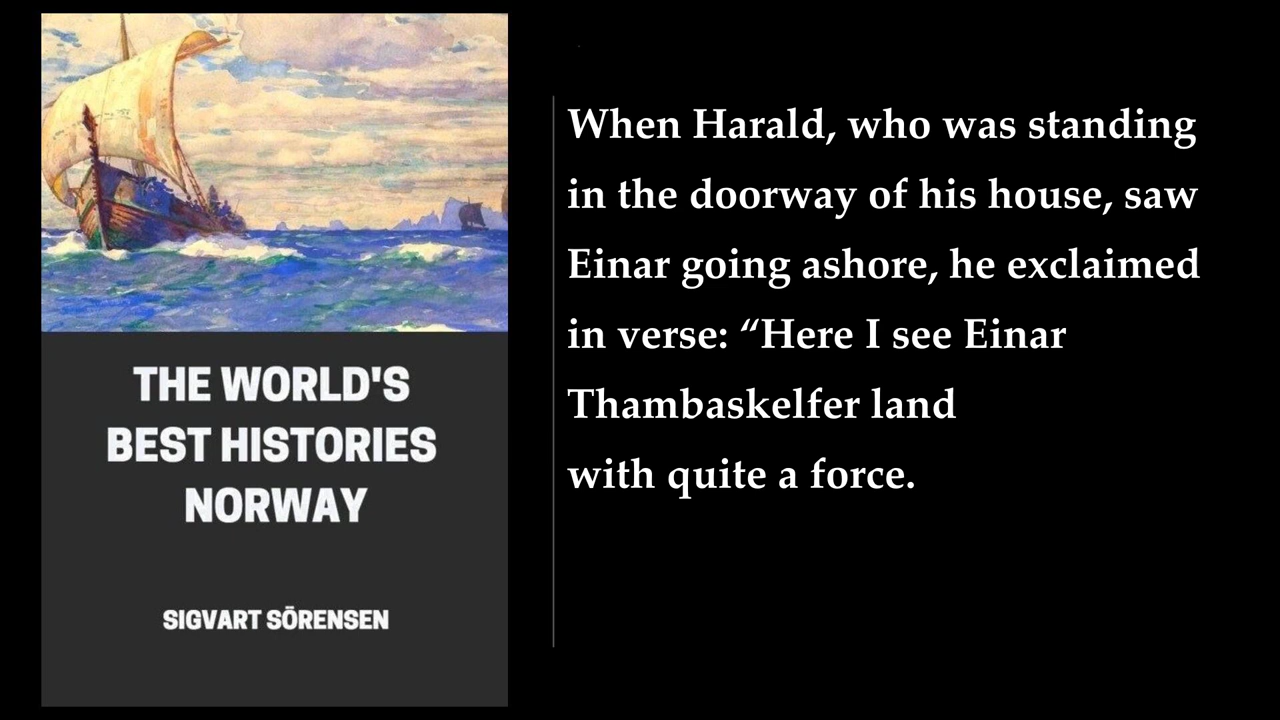 THE WORLD'S
BEST HISTORIES
NORWAY
SIGVART SÖRENSEN
When Harald, who was standing
in the doorway of his house, saw
Einar going ashore, he exclaimed
in verse: “Here I see Einar
Thambaskelfer land
with quite a force.